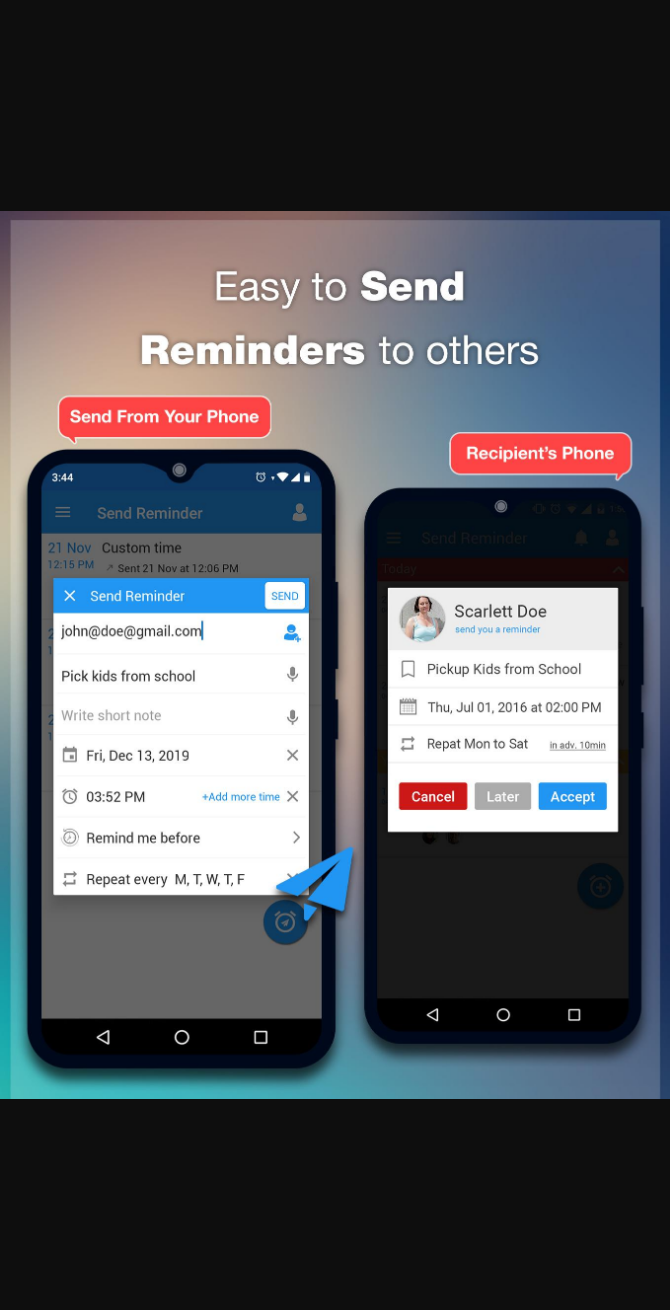 Easy to Send
Reminders to others
Send From Your Phone
Recipient's Phone
3:44
Send Reminder
21 Nov Custom time
12:15 PM Sent 21 Nov at 12:06 PM
Send Reminder SEND
john@doe@gmail.com
Pick kids from school
Write short note
Fri, Dec 13, 2019
03:52 PM +Add more time
Remind me before
Repeat every M, T, W, T, F
Send Reminder
Today
Scarlett Doe
send you a reminder
Pickup Kids from School
Thu, Jul 01, 2016 at 02:00 PM
Repat Mon to Sat in adv. 10min
Cancel Later Accept